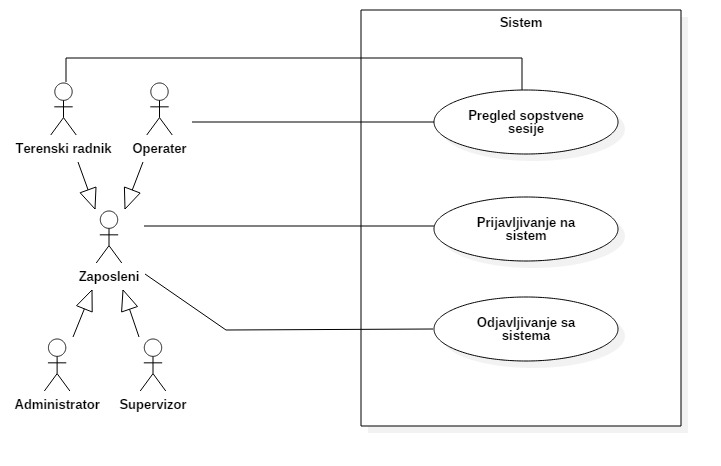 Sistem
Pregled sopstvene
sesije
Terenski radnik
Operater
Prijavljivanje na
sistem
Zaposleni
Odjavljivanje sa
sistema
Administrator
Supervizor